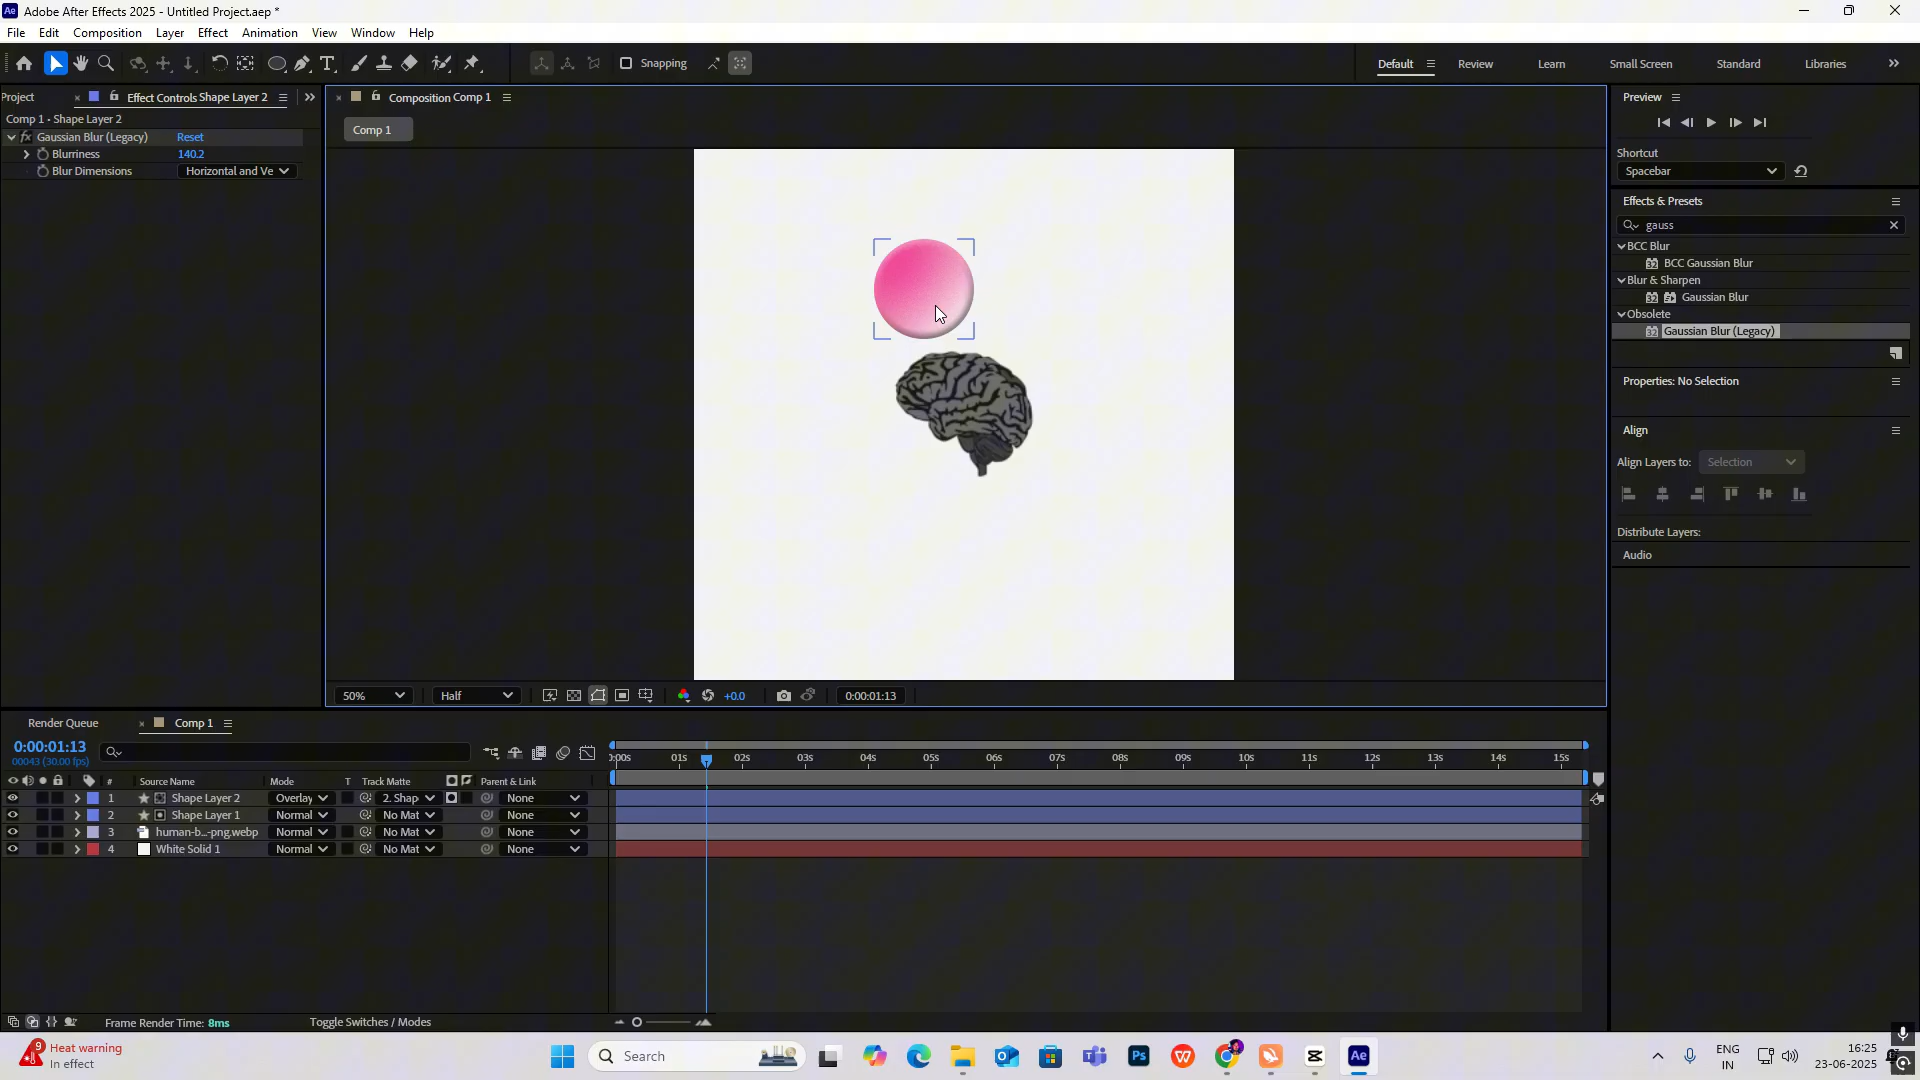 Adobe After Effects 2025 - Untitled Project.aep *
File Edit Composition Layer Effect Animation View Window Help
Snapping
Default Review Learn Small Screen Standard Libraries
Project Effect Controls Shape Layer 2
Comp 1 • Shape Layer 2
Gaussian Blur (Legacy) Reset
Blurriness 140.2
Blur Dimensions Horizontal and Ve
Composition Comp 1
Comp 1
50% Half +0.0 0:00:01:13
Preview
Shortcut
Spacebar
Effects & Presets
gauss
BCC Blur
BCC Gaussian Blur
Blur & Sharpen
Gaussian Blur
Obsolete
Gaussian Blur (Legacy)
Properties: No Selection
Align
Align Layers to: Selection
Distribute Layers:
Audio
Render Queue Comp 1
0:00:01:13
00043 (30.00 fps)
:00s 01s 02s 03s 04s 05s 06s 07s 08s 09s 10s 11s 12s 13s 14s 15s
# Source Name Mode T Track Matte Parent & Link
1 Shape Layer 2 Overlay 2. Shap None
2 Shape Layer 1 Normal No Mat None
3 human-b...-png.webp Normal No Mat None
4 White Solid 1 Normal No Mat None
Frame Render Time: 8ms Toggle Switches / Modes
9 Heat warning
In effect
Search
Ps
Ae
ENG
IN
16:25
23-06-2025